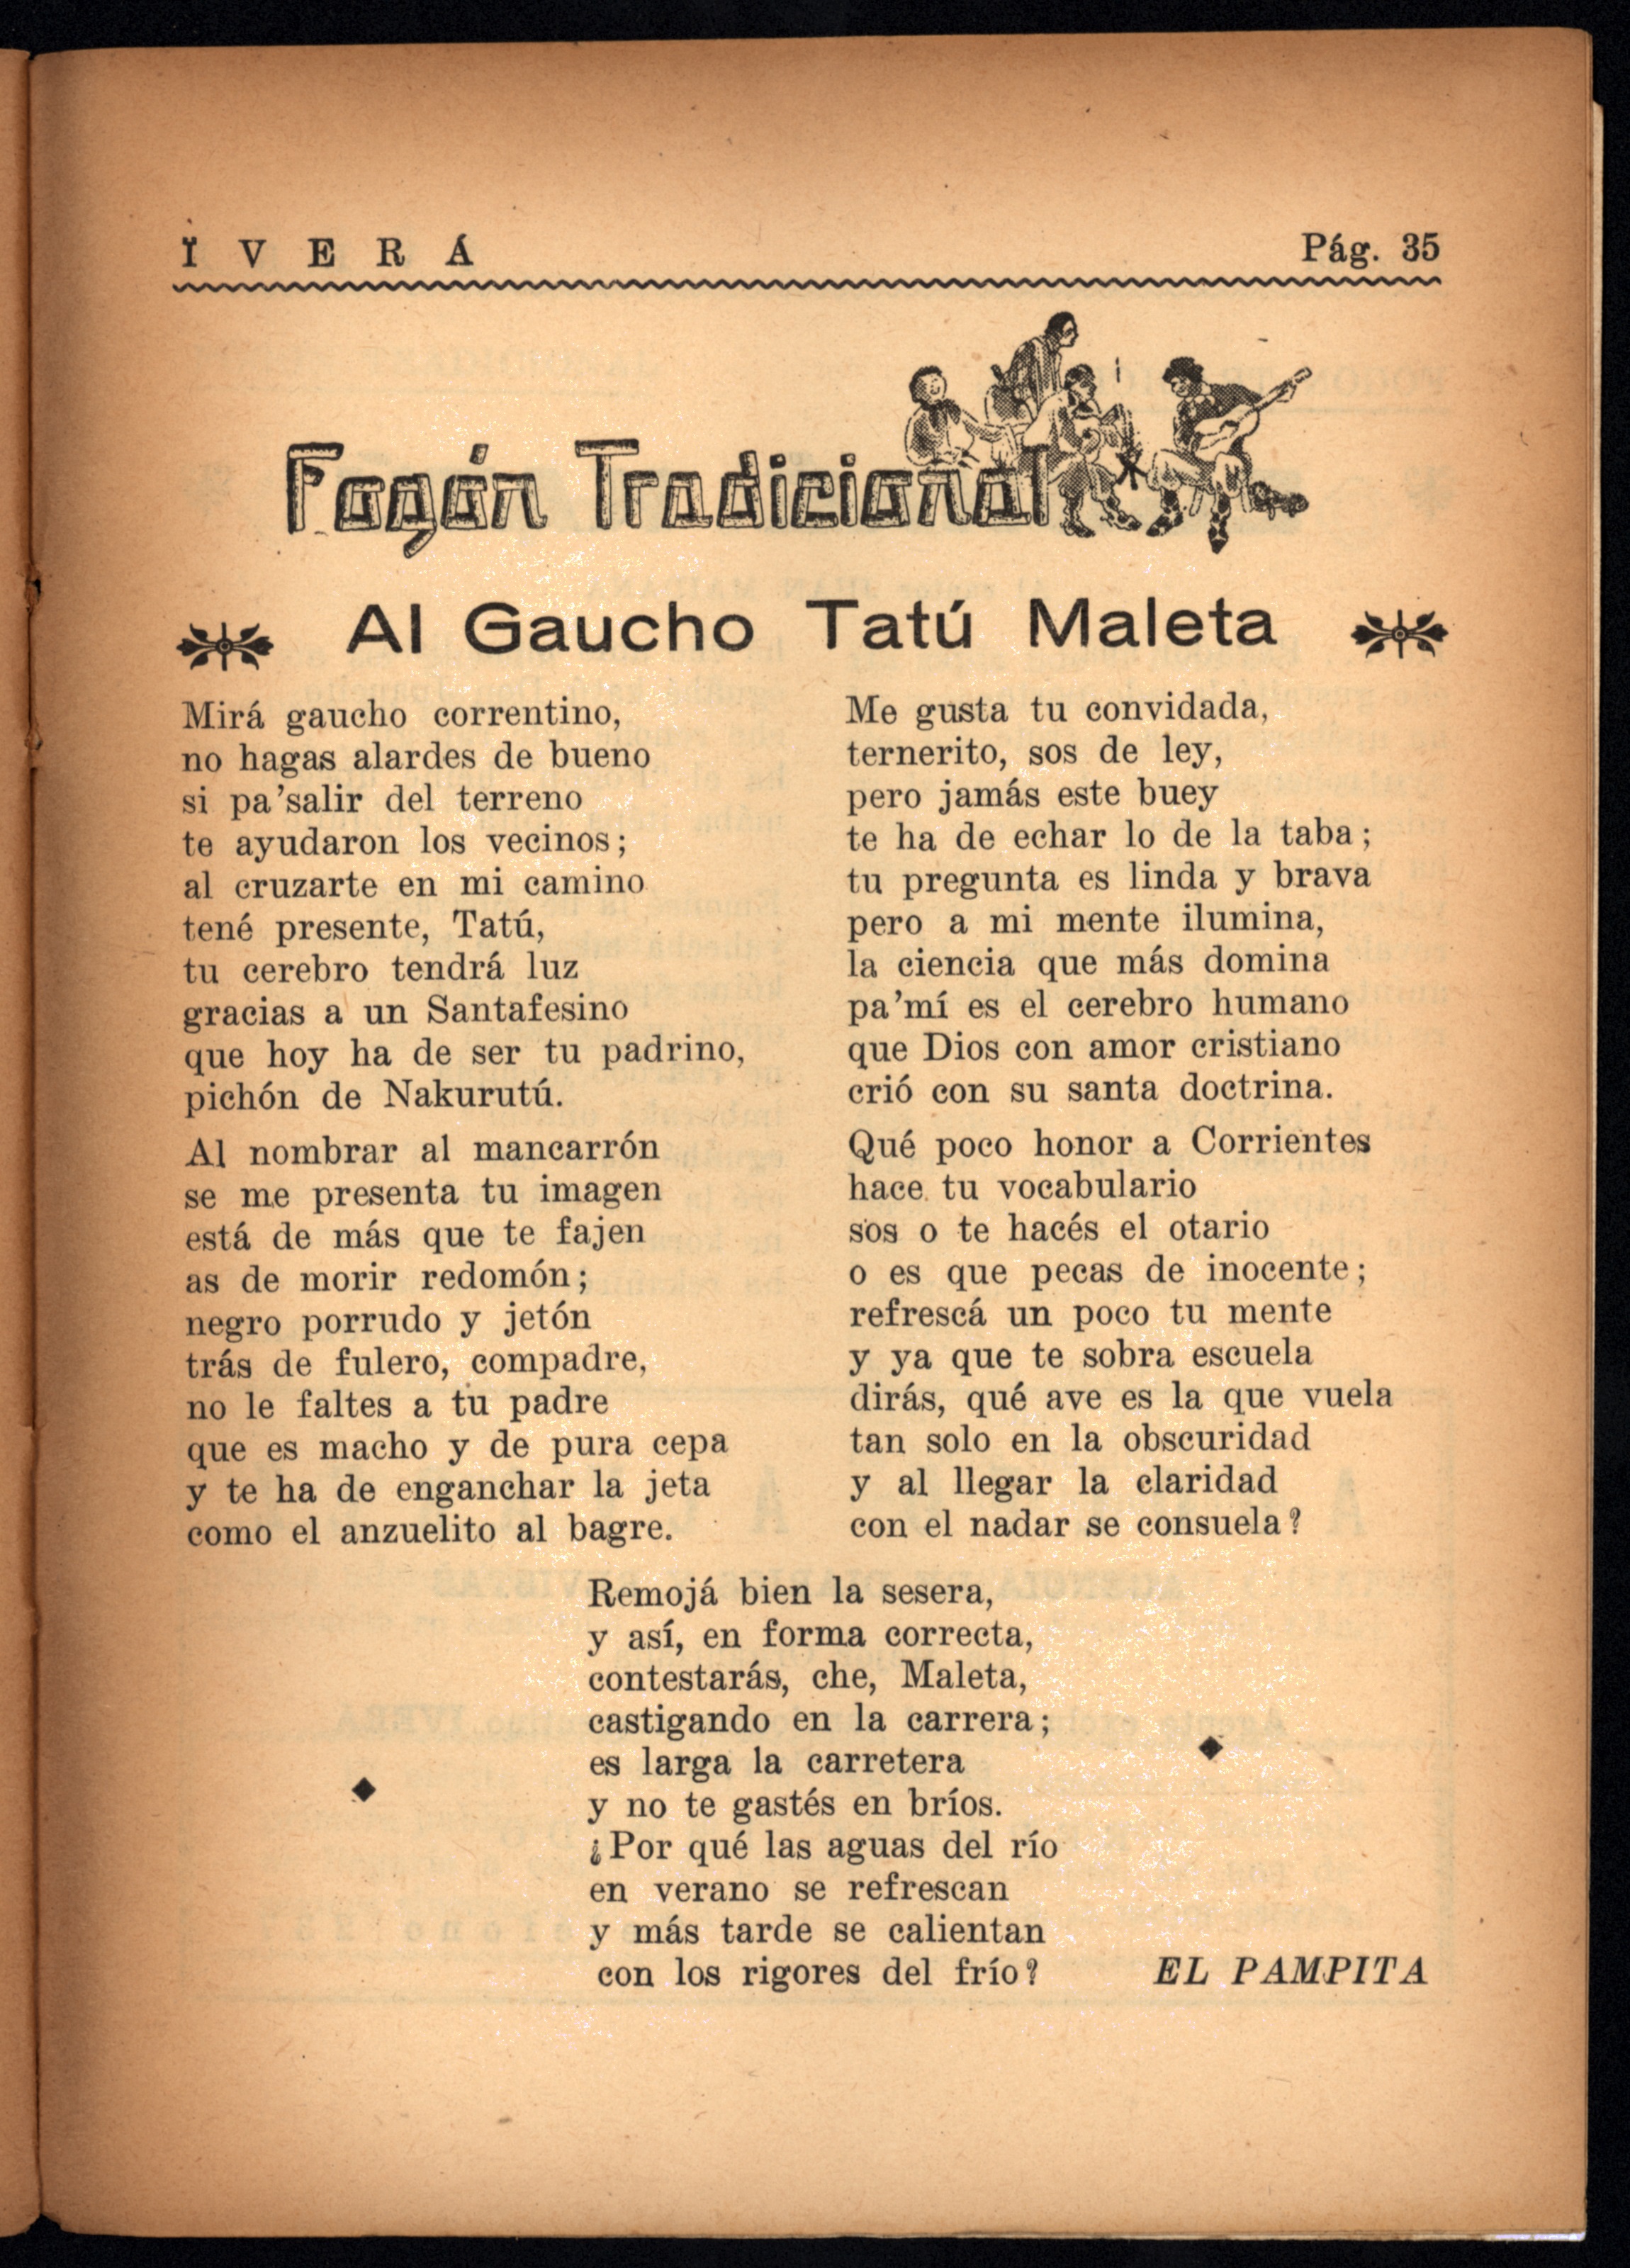 Ï VERÁ
Pág. 35
Fogón Tradicional
Al Gaucho Tatú Maleta
Mirá gaucho correntino,
no hagas alardes de bueno
si pa'salir del terreno
te ayudaron los vecinos;
al cruzarte en mi camino
tené presente, Tatú,
tu cerebro tendrá luz
gracias a un Santafesino
que hoy ha de ser tu padrino,
pichón de Nakurutú.
Al nombrar al mancarrón
se me presenta tu imagen
está de más que te fajen
as de morir redomón;
negro porrudo y jetón
trás de fulero, compadre,
no le faltes a tu padre
que es macho y de pura cepa
y te ha de enganchar la jeta
como el anzuelito al bagre.
Me gusta tu convidada,
ternerito, sos de ley,
pero jamás este buey
te ha de echar lo de la taba;
tu pregunta es linda y brava
pero a mi mente ilumina,
la ciencia que más domina
pa'mí es el cerebro humano
que Dios con amor cristiano
crió con su santa doctrina.
Qué poco honor a Corrientes
hace tu vocabulario
sos o te hacés el otario
o es que pecas de inocente;
refrescá un poco tu mente
y ya que te sobra escuela
dirás, qué ave es la que vuela
tan solo en la obscuridad
y al llegar la claridad
con el nadar se consuela?
Remojá bien la sesera,
y así, en forma correcta,
contestarás, che, Maleta,
castigando en la carrera;
es larga la carretera
y no te gastés en bríos.
¿Por qué las aguas del río
en verano se refrescan
y más tarde se calientan
con los rigores del frío?
EL PAMPITA